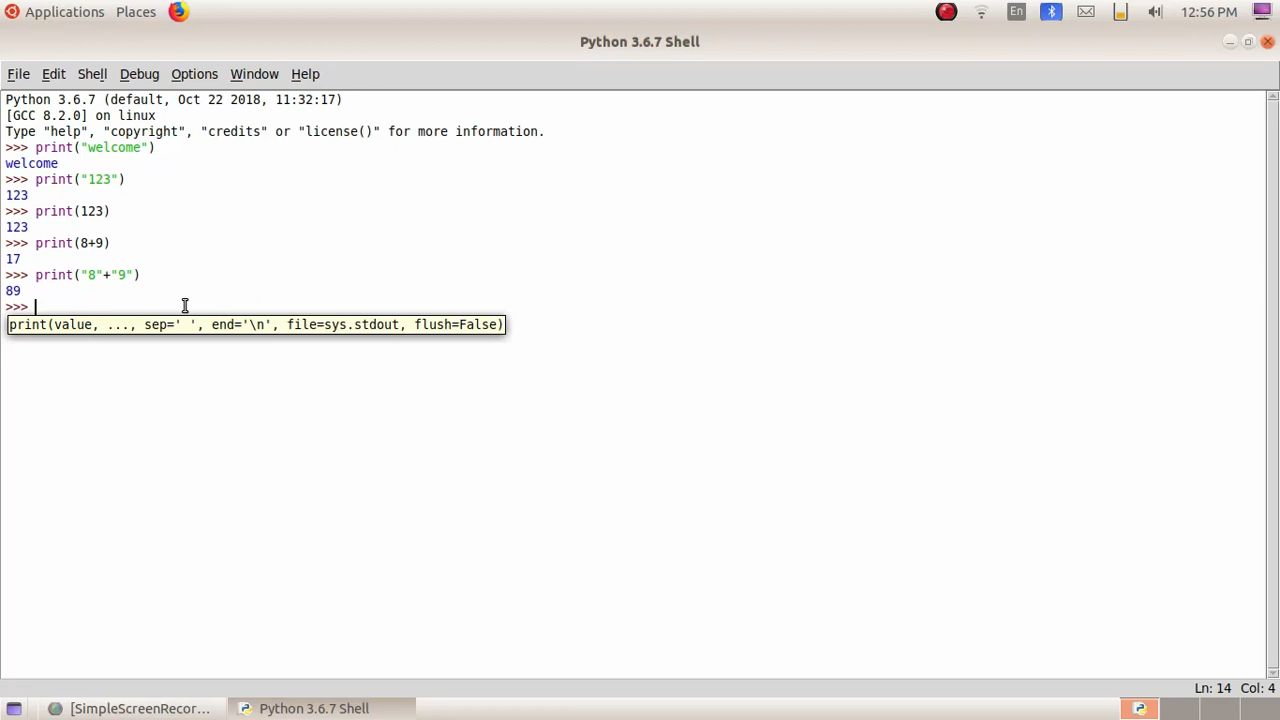 Applications Places En 12:56 PM
Python 3.6.7 Shell
File Edit Shell Debug Options Window Help
Python 3.6.7 (default, Oct 22 2018, 11:32:17)
[GCC 8.2.0] on linux
Type "help", "copyright", "credits" or "license()" for more information.
>>> print("welcome")
welcome
>>> print("123")
123
>>> print(123)
123
>>> print(8+9)
17
>>> print("8"+"9")
89
>>>
print(value, ..., sep=' ', end='\n', file=sys.stdout, flush=False)
Ln: 14 Col: 4
[SimpleScreenRecor... Python 3.6.7 Shell